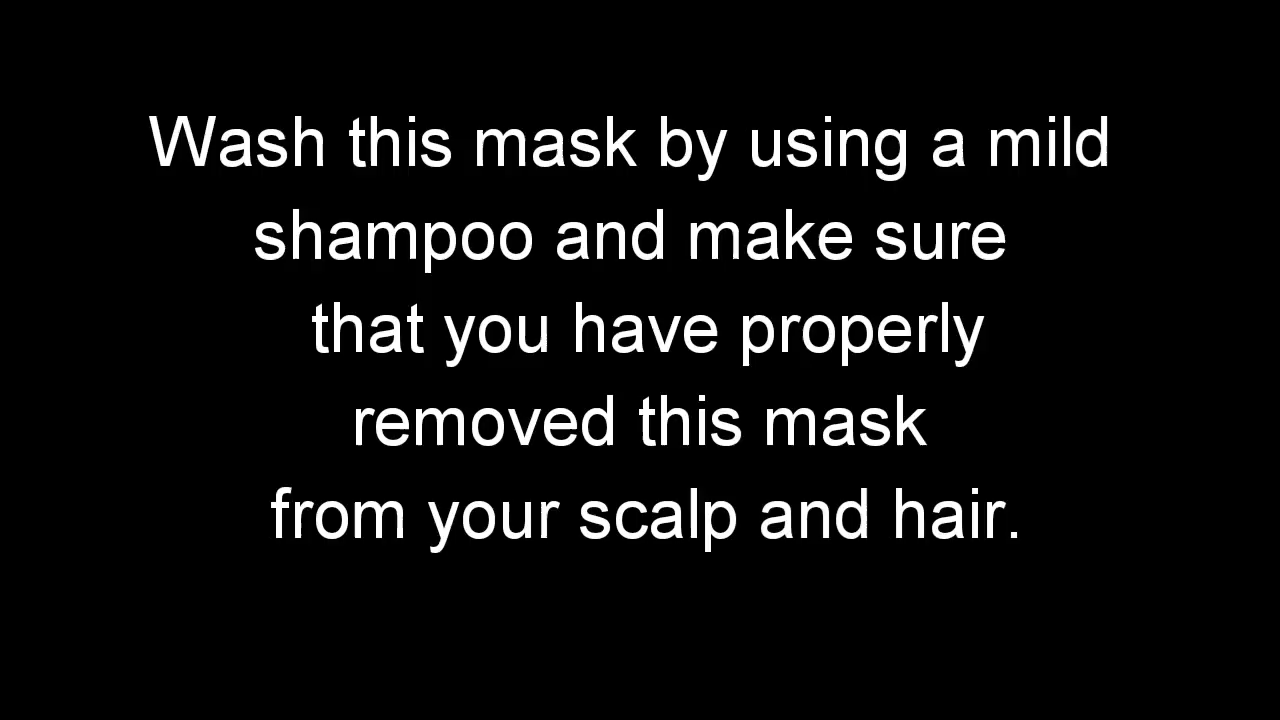 Wash this mask by using a mild
shampoo and make sure
that you have properly
removed this mask
from your scalp and hair.